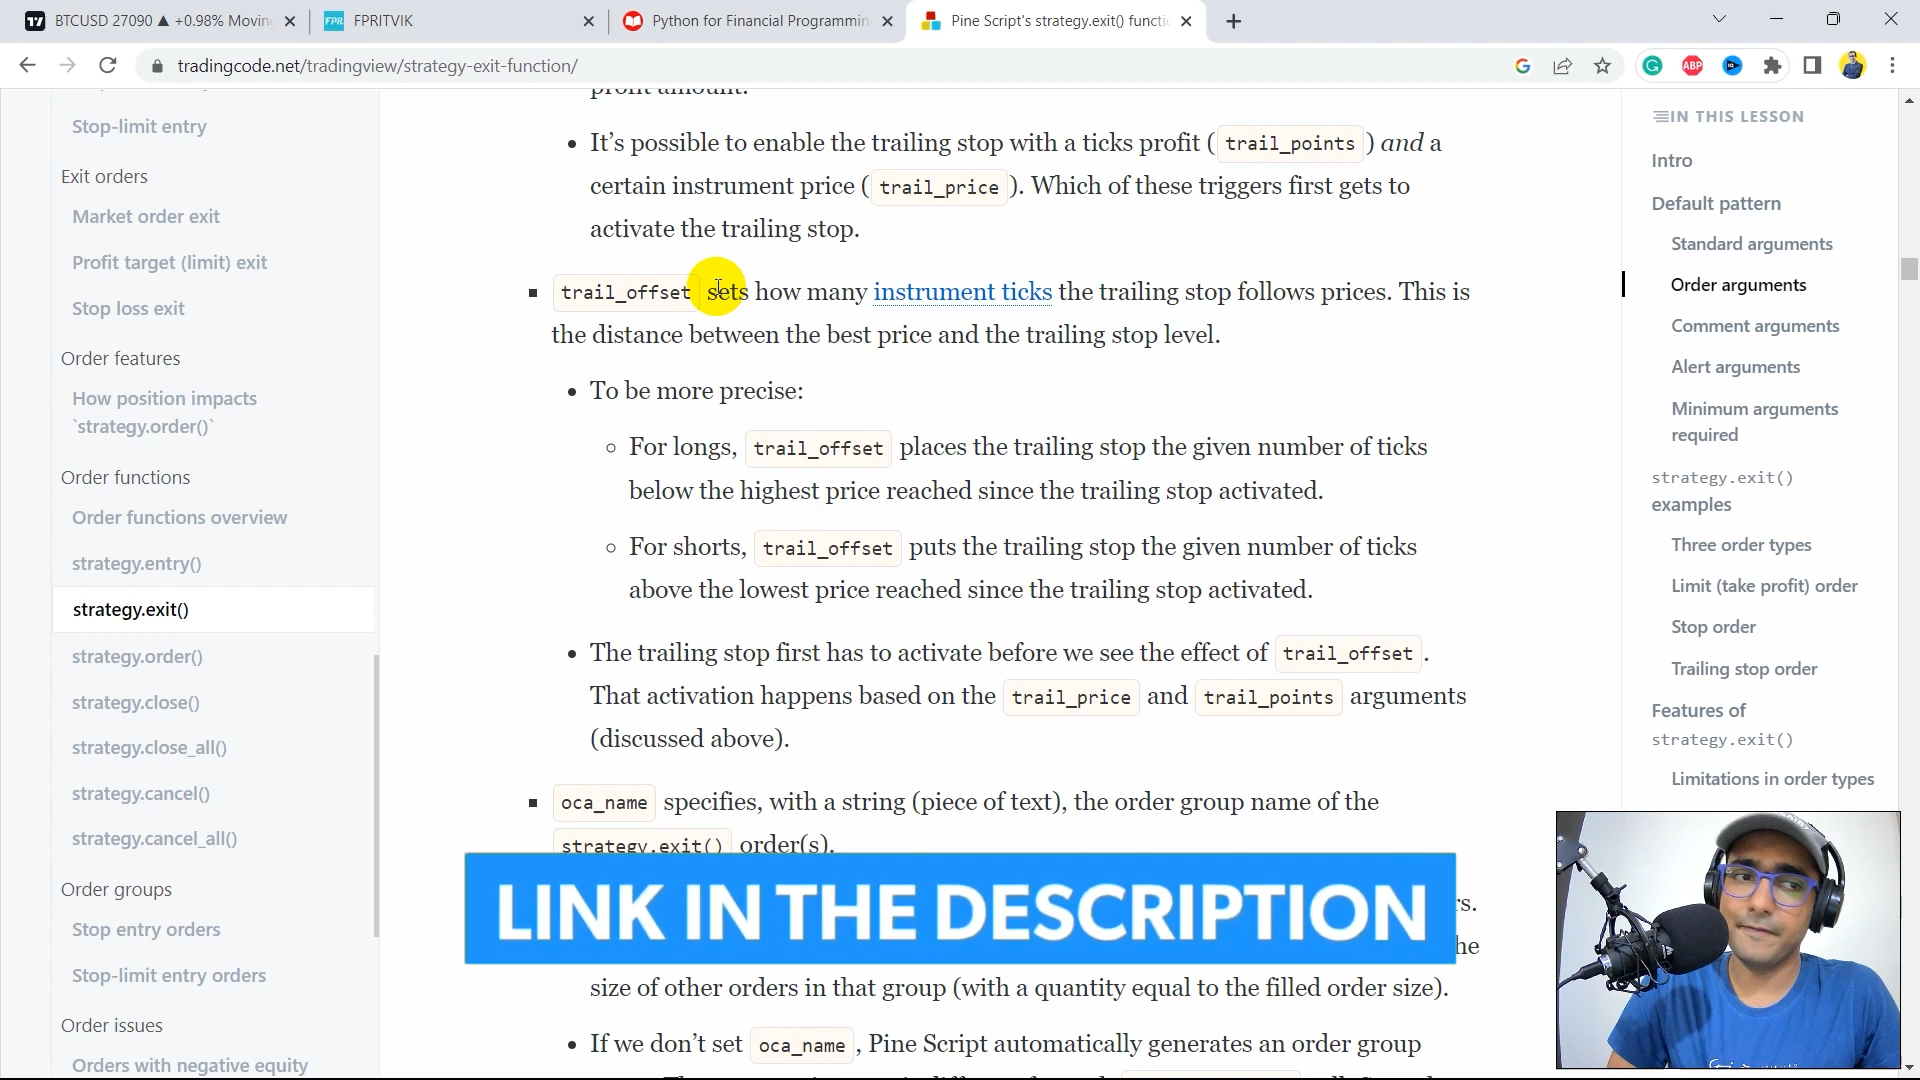 BTCUSD 27090 ▲ +0.98% Moving
FPRITVIK
Python for Financial Programmin
Pine Script's strategy.exit() functi
tradingcode.net/tradingview/strategy-exit-function/
Stop-limit entry
Exit orders
Market order exit
Profit target (limit) exit
Stop loss exit
Order features
How position impacts
`strategy.order()`
Order functions
Order functions overview
strategy.entry()
strategy.exit()
strategy.order()
strategy.close()
strategy.close_all()
strategy.cancel()
strategy.cancel_all()
Order groups
Stop entry orders
Stop-limit entry orders
Order issues
Orders with negative equity
profit amount.
• It’s possible to enable the trailing stop with a ticks profit ( trail_points ) and a
certain instrument price ( trail_price ). Which of these triggers first gets to
activate the trailing stop.
▪ trail_offset sets how many instrument ticks the trailing stop follows prices. This is
the distance between the best price and the trailing stop level.
• To be more precise:
○ For longs, trail_offset places the trailing stop the given number of ticks
below the highest price reached since the trailing stop activated.
○ For shorts, trail_offset puts the trailing stop the given number of ticks
above the lowest price reached since the trailing stop activated.
• The trailing stop first has to activate before we see the effect of trail_offset .
That activation happens based on the trail_price and trail_points arguments
(discussed above).
▪ oca_name specifies, with a string (piece of text), the order group name of the
strategy.exit() order(s).
LINK IN THE DESCRIPTION
rs.
he
size of other orders in that group (with a quantity equal to the filled order size).
• If we don’t set oca_name , Pine Script automatically generates an order group
IN THIS LESSON
Intro
Default pattern
Standard arguments
Order arguments
Comment arguments
Alert arguments
Minimum arguments
required
strategy.exit()
examples
Three order types
Limit (take profit) order
Stop order
Trailing stop order
Features of
strategy.exit()
Limitations in order types